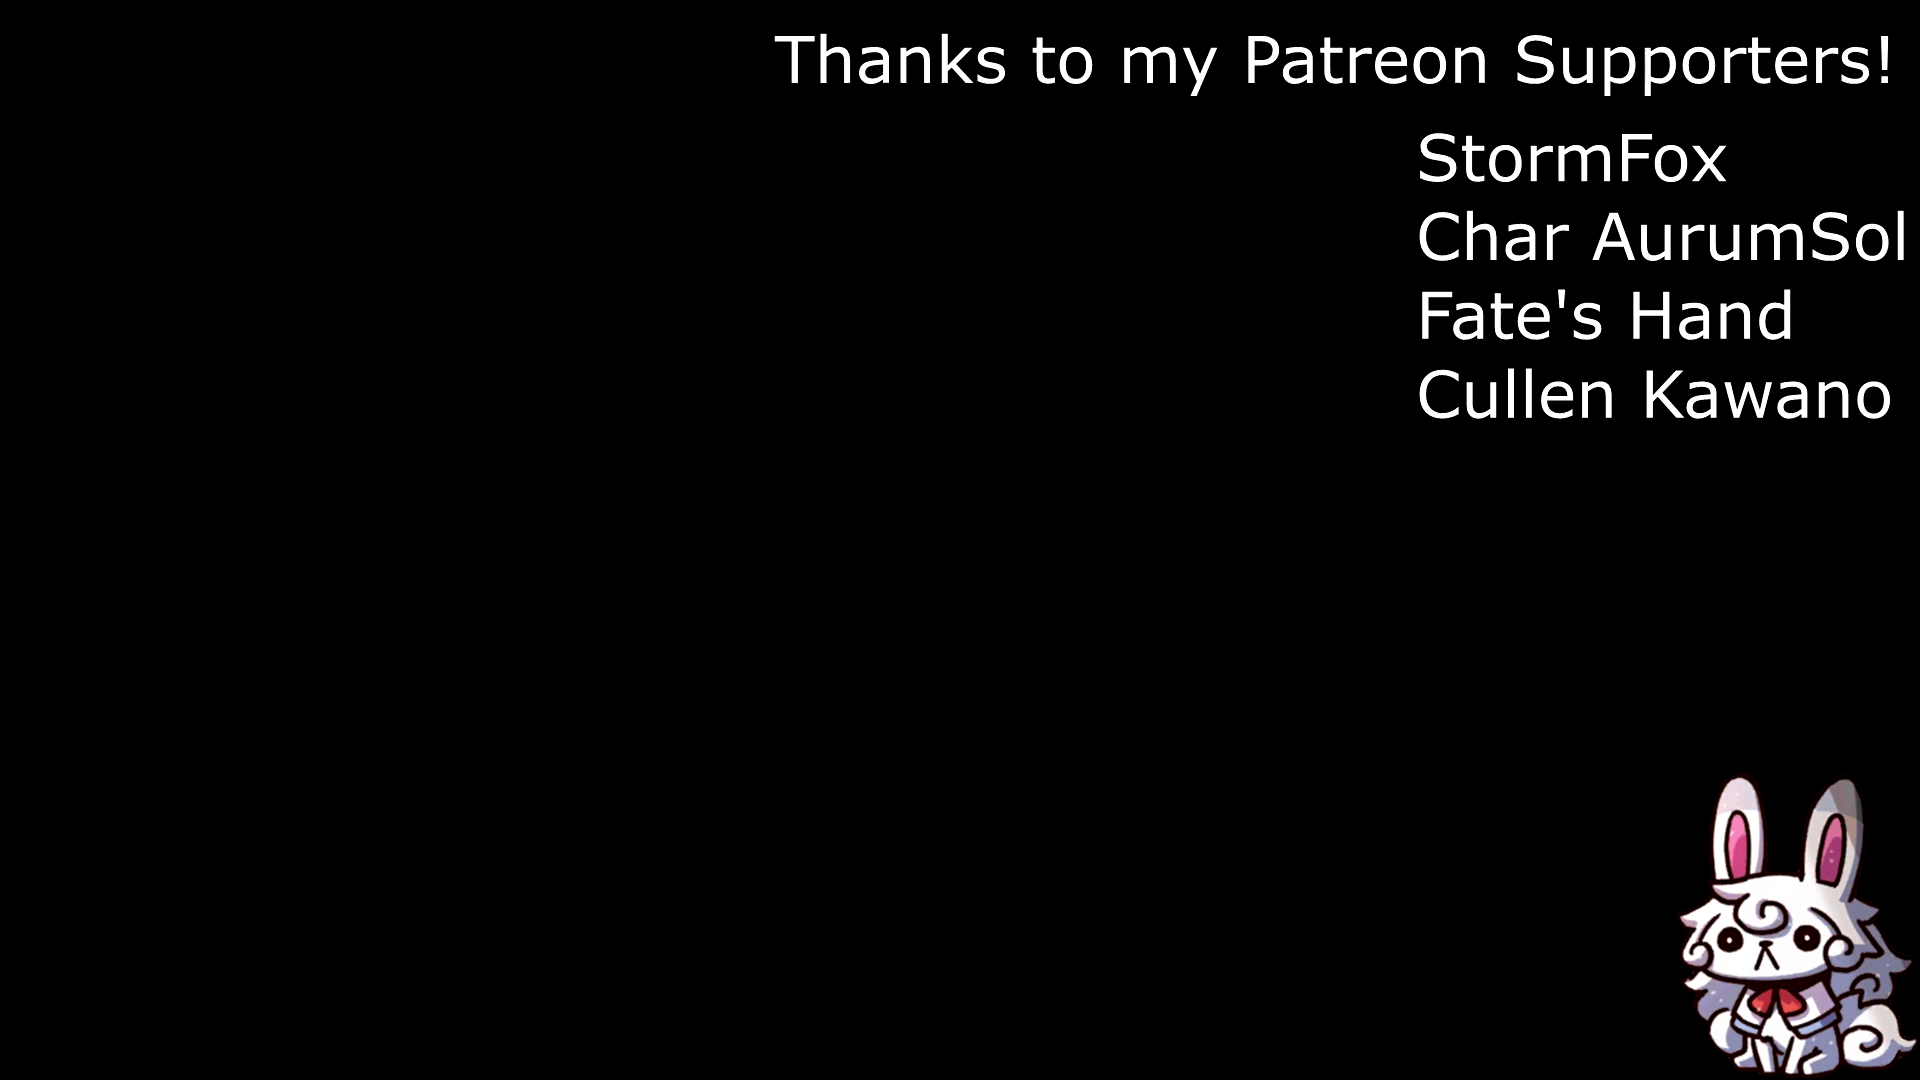 Thanks to my Patreon Supporters!
StormFox
Char AurumSol
Fate's Hand
Cullen Kawano